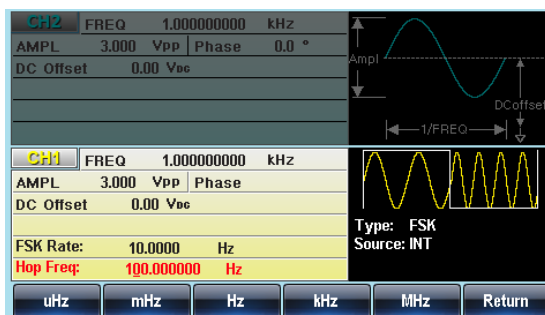 CH2 FREQ 1.000000000 kHz
AMPL 3.000 Vpp Phase 0.0 °
DC Offset 0.00 VDC
Ampl
DCoffset
1/FREQ
CH1 FREQ 1.000000000 kHz
AMPL 3.000 Vpp Phase
DC Offset 0.00 VDC
FSK Rate: 10.0000 Hz
Hop Freq: 100.000000 Hz
Type: FSK
Source: INT
uHz mHz Hz kHz MHz Return